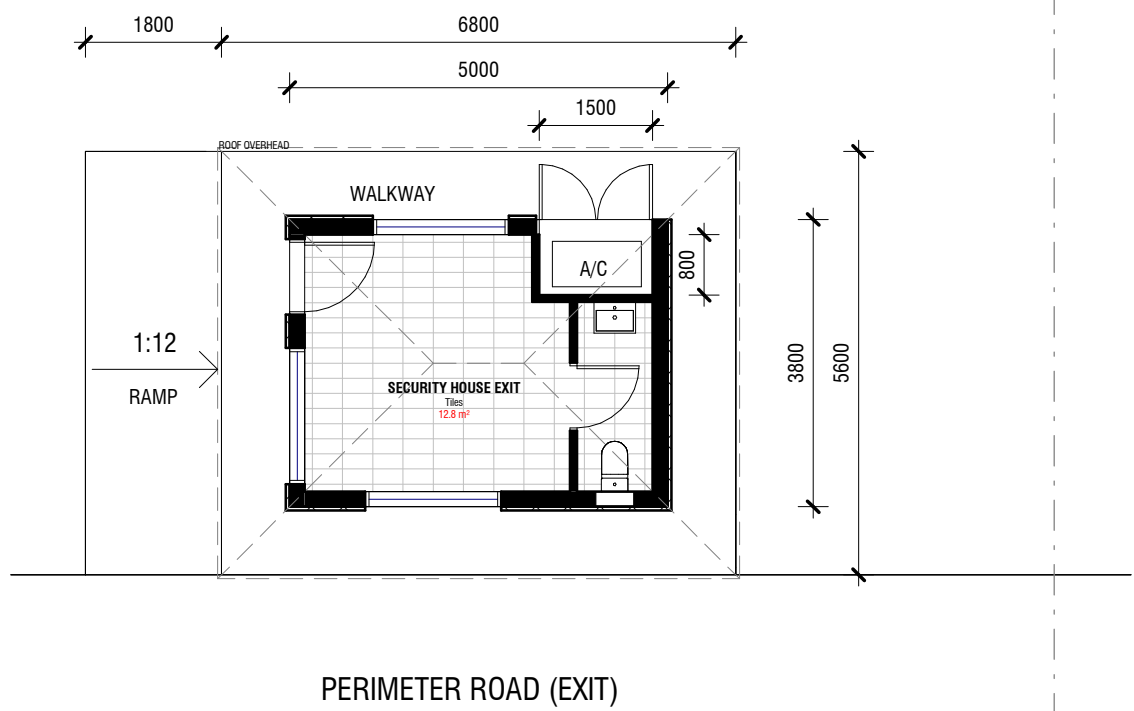 1800
6800
5000
1500
ROOF OVERHEAD
WALKWAY
A/C
800
1:12
RAMP
3800
5600
SECURITY HOUSE EXIT
Tiles
12.8 m²
PERIMETER ROAD (EXIT)